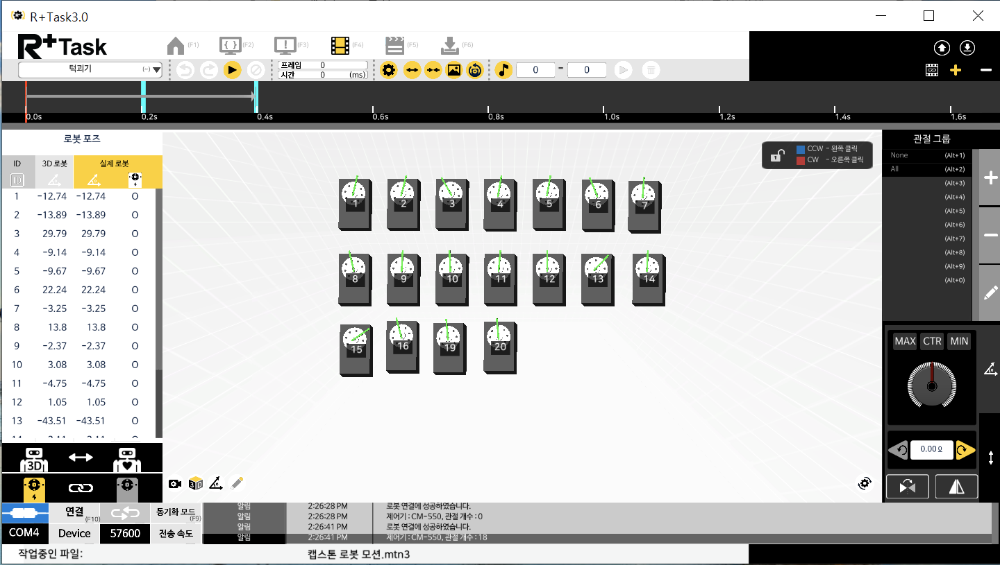 R+Task3.0
R+Task
(F1)
(F2)
(F3)
(F4)
(F5)
(F6)
턱괴기 (~)
프레임 0
시간 0 (ms)
0 - 0
0.0s 0.2s 0.4s 0.6s 0.8s 1.0s 1.2s 1.4s 1.6s
로봇 포즈
ID 3D 로봇 실제 로봇
ID
1 -12.74 -12.74 O
2 -13.89 -13.89 O
3 29.79 29.79 O
4 -9.14 -9.14 O
5 -9.67 -9.67 O
6 22.24 22.24 O
7 -3.25 -3.25 O
8 13.8 13.8 O
9 -2.37 -2.37 O
10 3.08 3.08 O
11 -4.75 -4.75 O
12 1.05 1.05 O
13 -43.51 -43.51 O
3D
CCW - 왼쪽 클릭
CW - 오른쪽 클릭
1 2 3 4 5 6 7
8 9 10 11 12 13 14
15 16 19 20
3D
관절 그룹
None (Alt+1)
All (Alt+2)
(Alt+3)
(Alt+4)
(Alt+5)
(Alt+6)
(Alt+7)
(Alt+8)
(Alt+9)
(Alt+0)
MAX CTR MIN
0.00º
연결 (F10)
동기화 모드 (F9)
COM4 Device 57600 전송 속도
알림 2:26:28 PM 로봇 연결에 성공하였습니다.
알림 2:26:28 PM 제어기 : CM-550, 관절 개수 : 0
알림 2:26:41 PM 로봇 연결에 성공하였습니다.
알림 2:26:41 PM 제어기 : CM-550, 관절 개수 : 18
작업중인 파일: 캡스톤 로봇 모션.mtn3